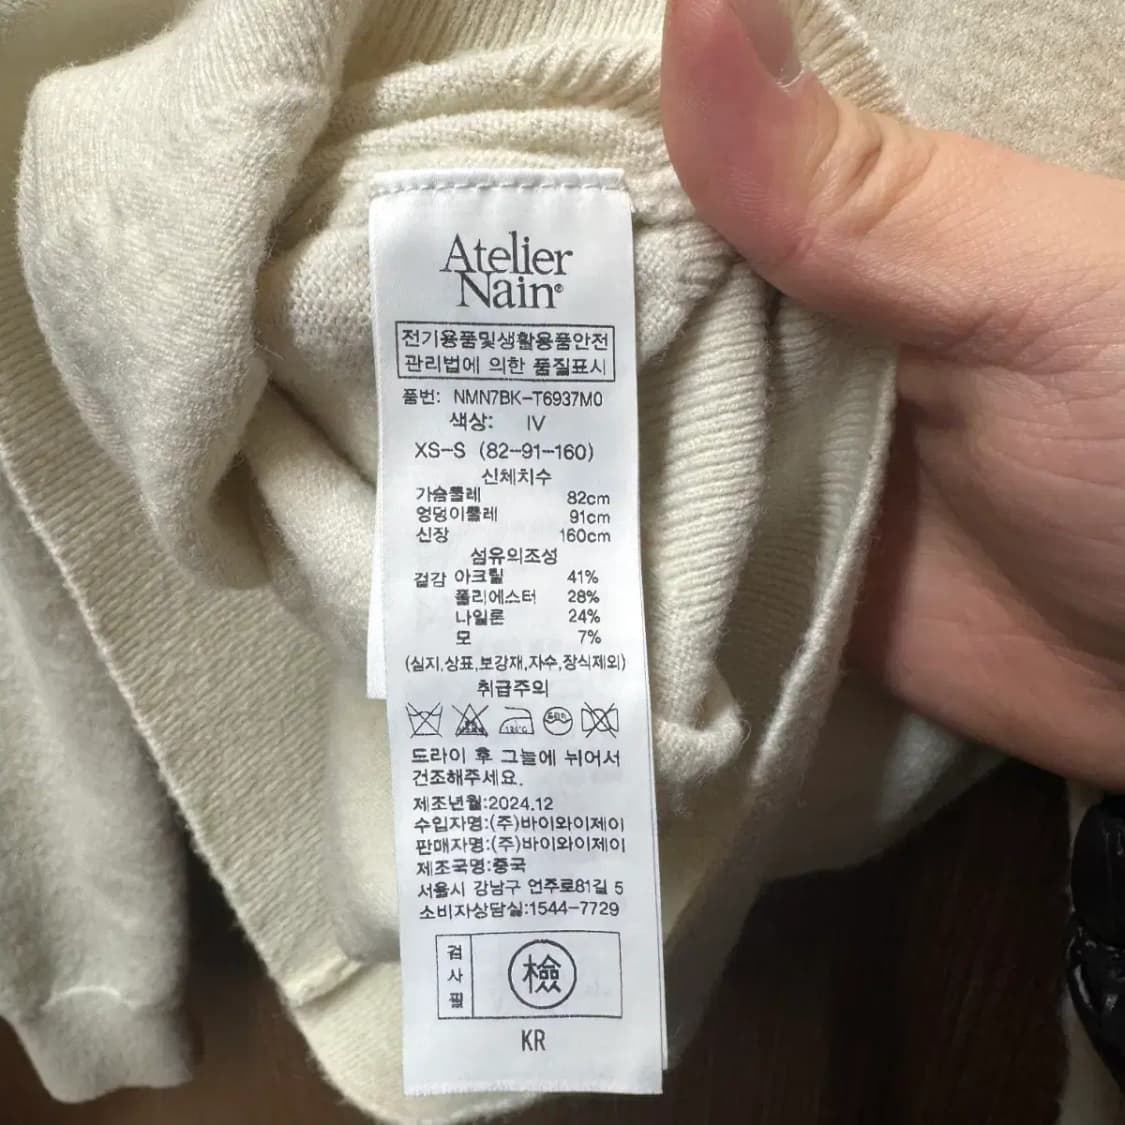 Atelier
Nain®
전기용품및생활용품안전
관리법에 의한 품질표시
품번: NMN7BK-T6937M0
색상: IV
XS-S (82-91-160)
신체치수
가슴둘레 82cm
엉덩이둘레 91cm
신장 160cm
섬유의조성
겉감 아크릴 41%
폴리에스터 28%
나일론 24%
모 7%
(심지,상표,보강재,자수,장식제외)
취급주의
드라이 후 그늘에 뉘어서
건조해주세요.
제조년월:2024.12
수입자명:(주)바이와이제이
판매자명:(주)바이와이제이
제조국명:중국
서울시 강남구 언주로81길 5
소비자상담실:1544-7729
검사필 檢
KR